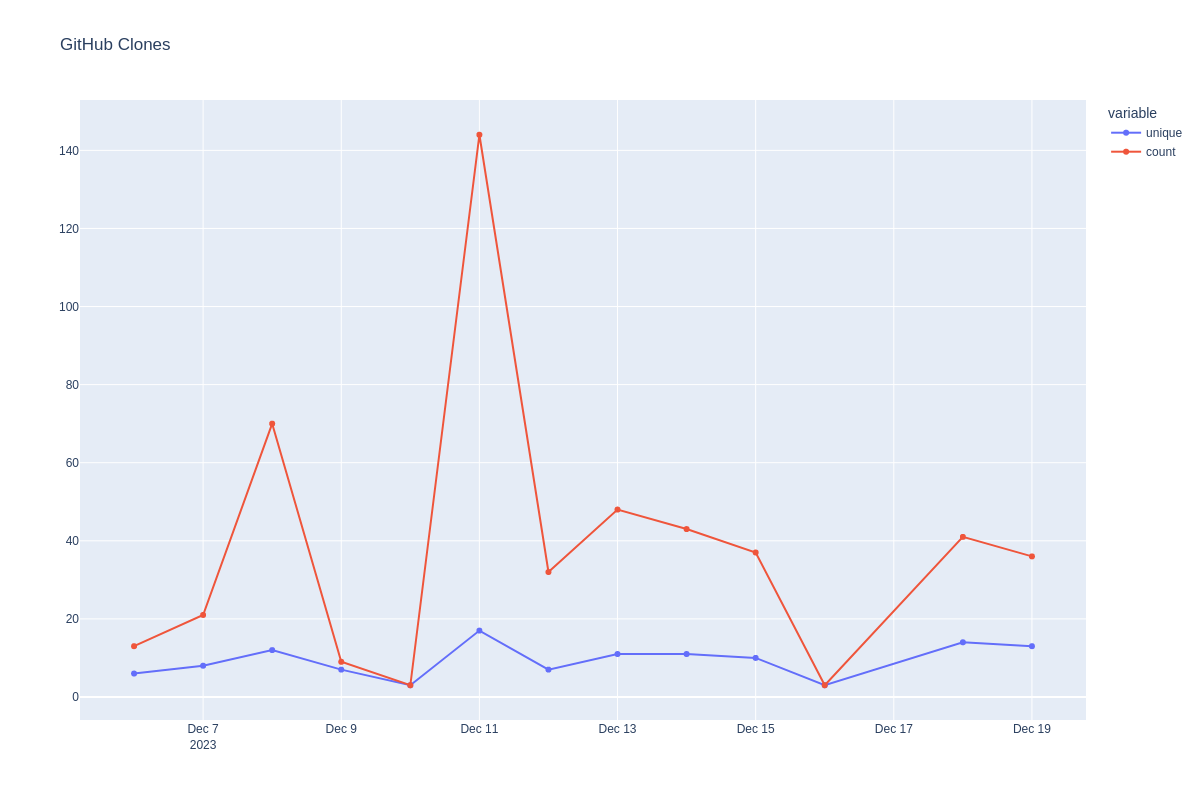 GitHub Clones
variable
unique
count
140
120
100
80
60
40
20
0
Dec 7
2023
Dec 9
Dec 11
Dec 13
Dec 15
Dec 17
Dec 19